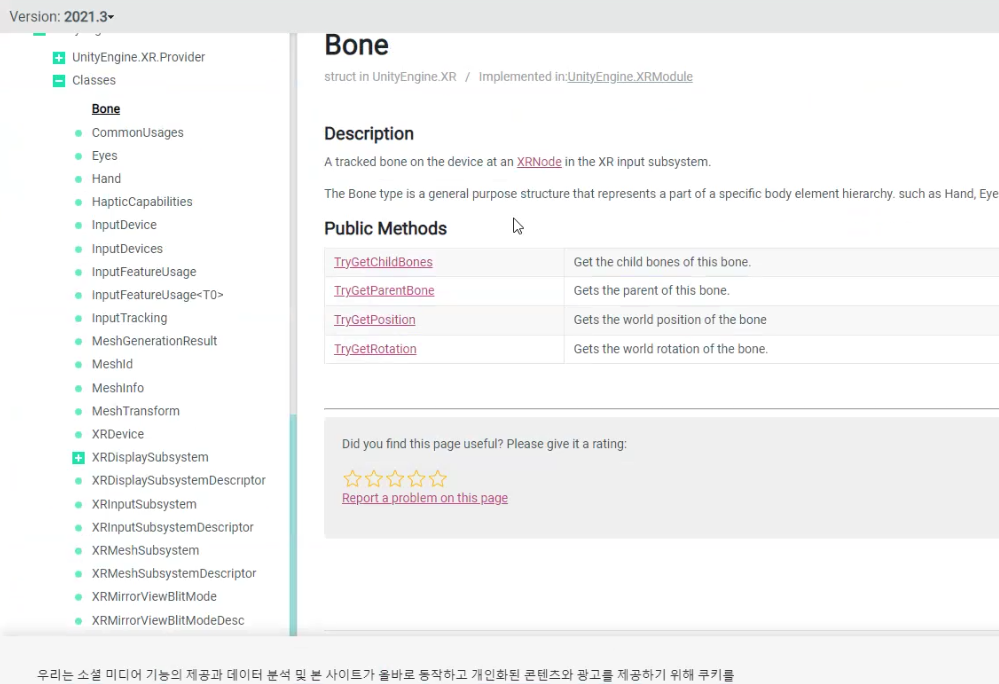 Version: 2021.3
UnityEngine.XR.Provider
Classes
Bone
CommonUsages
Eyes
Hand
HapticCapabilities
InputDevice
InputDevices
InputFeatureUsage
InputFeatureUsage<T0>
InputTracking
MeshGenerationResult
MeshId
MeshInfo
MeshTransform
XRDevice
XRDisplaySubsystem
XRDisplaySubsystemDescriptor
XRInputSubsystem
XRInputSubsystemDescriptor
XRMeshSubsystem
XRMeshSubsystemDescriptor
XRMirrorViewBlitMode
XRMirrorViewBlitModeDesc
Bone
struct in UnityEngine.XR / Implemented in:UnityEngine.XRModule
Description
A tracked bone on the device at an XRNode in the XR input subsystem.
The Bone type is a general purpose structure that represents a part of a specific body element hierarchy. such as Hand, Eye
Public Methods
TryGetChildBones Get the child bones of this bone.
TryGetParentBone Gets the parent of this bone.
TryGetPosition Gets the world position of the bone
TryGetRotation Gets the world rotation of the bone.
Did you find this page useful? Please give it a rating:
Report a problem on this page
우리는 소셜 미디어 기능의 제공과 데이터 분석 및 본 사이트가 올바로 동작하고 개인화된 콘텐츠와 광고를 제공하기 위해 쿠키를